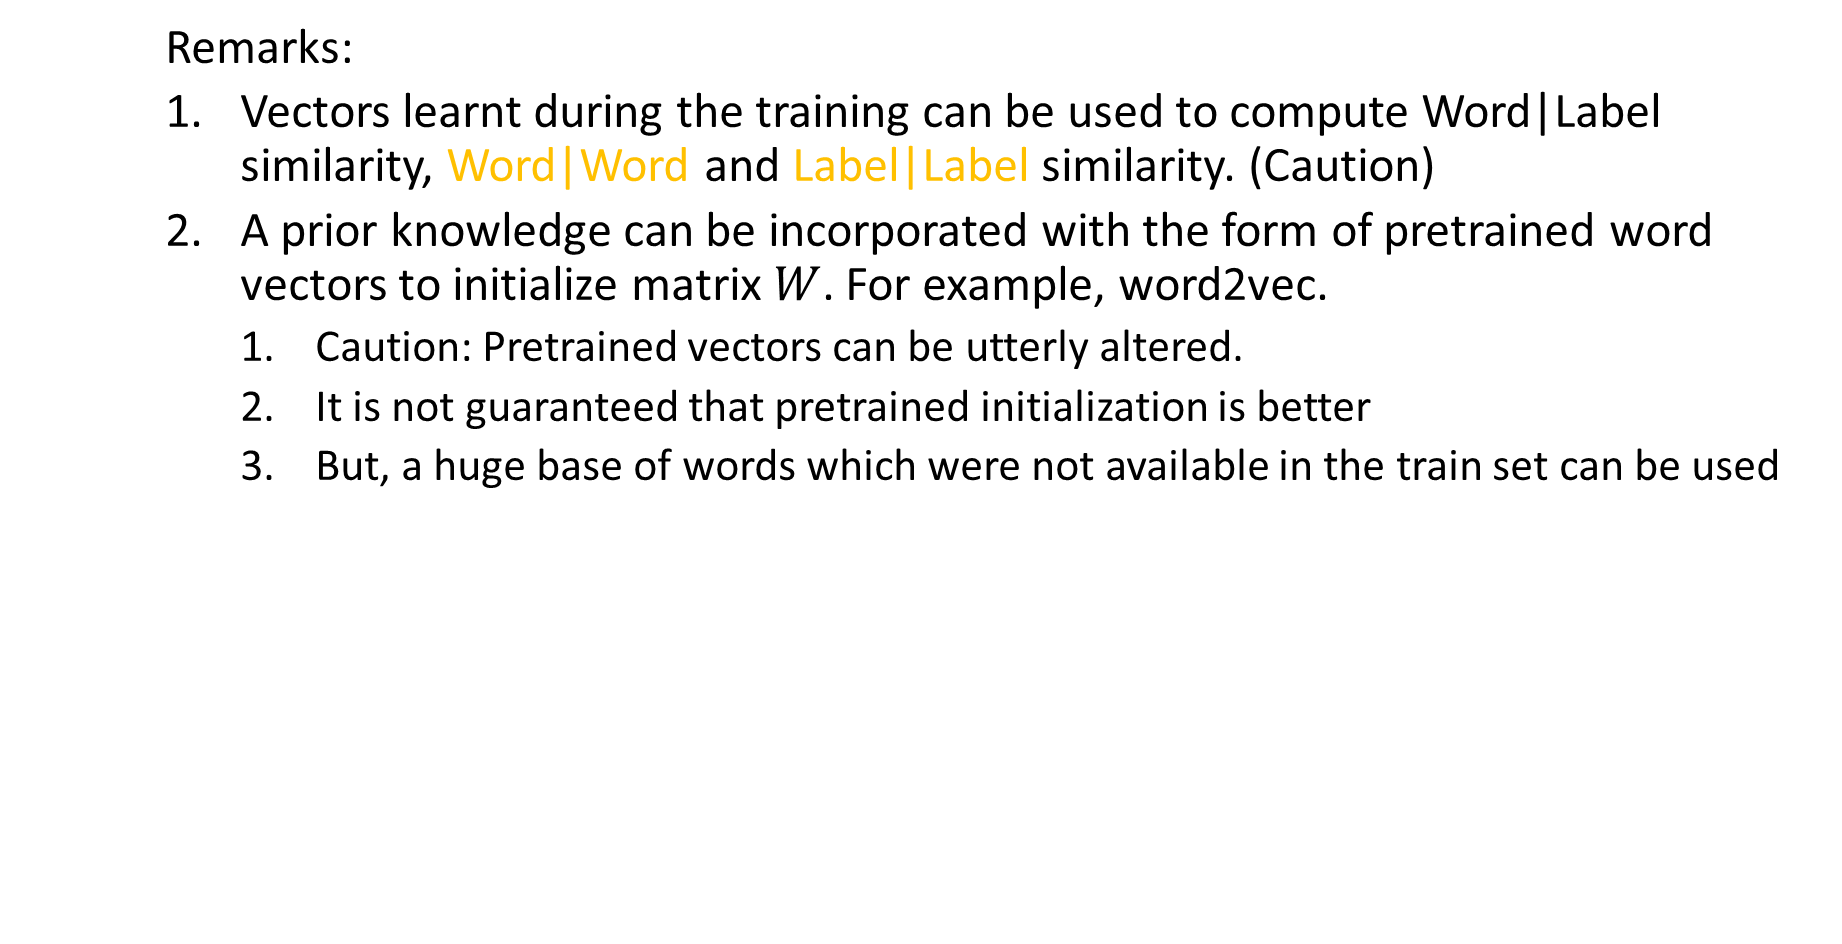 Remarks:
1. Vectors learnt during the training can be used to compute Word|Label
similarity, Word|Word and Label|Label similarity. (Caution)
2. A prior knowledge can be incorporated with the form of pretrained word
vectors to initialize matrix W. For example, word2vec.
1. Caution: Pretrained vectors can be utterly altered.
2. It is not guaranteed that pretrained initialization is better
3. But, a huge base of words which were not available in the train set can be used